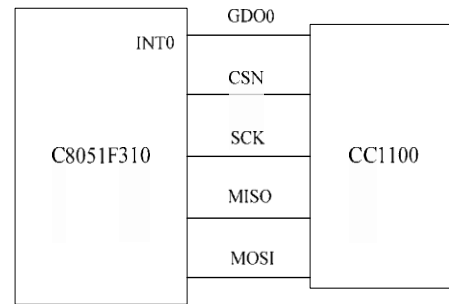 GDO0
INT0
CSN
SCK
C8051F310
CC1100
MISO
MOSI